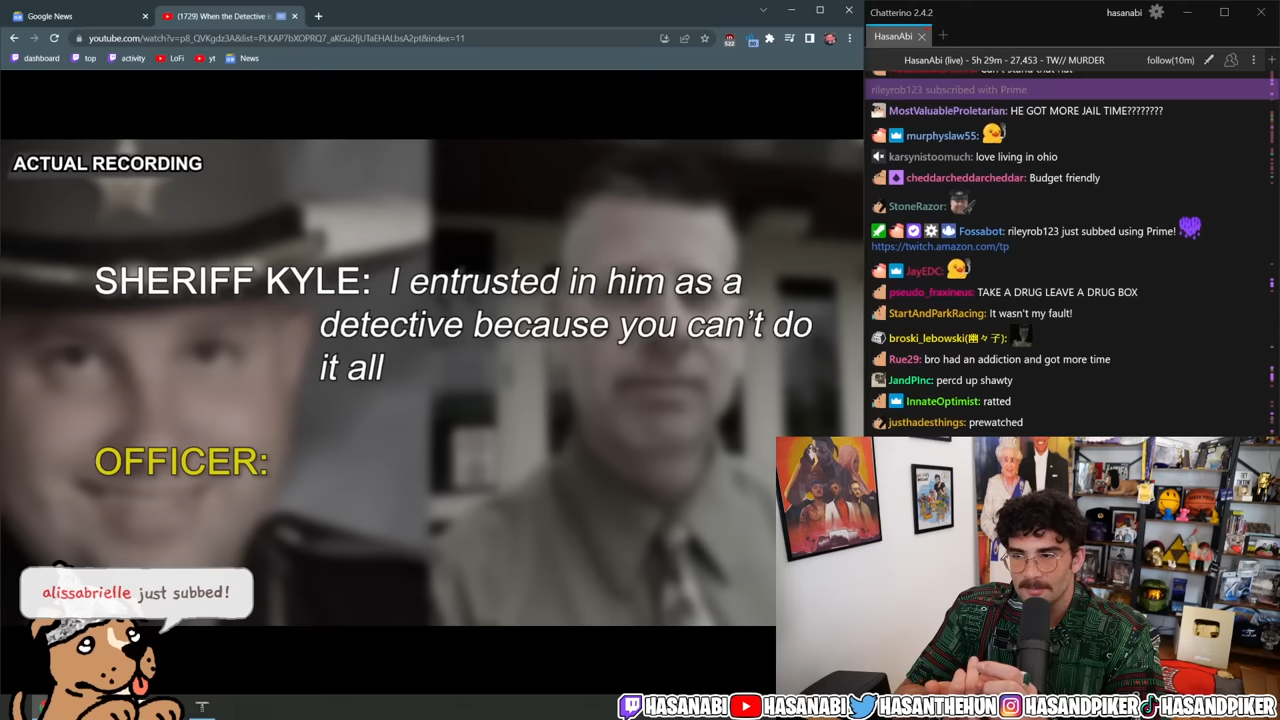 Google News
(1729) When the Detective i
youtube.com/watch?v=p8_QVKgdz3A&list=PLKAP7bXOPRQ7_aKGu2fjUTaEHALbsA2pt&index=11
522
80
dashboard
top
activity
LoFi
yt
News
ACTUAL RECORDING
SHERIFF KYLE: I entrusted in him as a
detective because you can't do
it all
OFFICER:
alissabrielle just subbed!
Chatterino 2.4.2
hasanabi
HasanAbi
HasanAbi (live) - 5h 29m - 27,453 - TW// MURDER
follow(10m)
rileyrob123 subscribed with Prime.
MostValuableProletarian: HE GOT MORE JAIL TIME????????
murphyslaw55:
karsynistoomuch: love living in ohio
cheddarcheddarcheddar: Budget friendly
StoneRazor:
Fossabot: rileyrob123 just subbed using Prime!
https://twitch.amazon.com/tp
JayEDC:
pseudo_fraxineus: TAKE A DRUG LEAVE A DRUG BOX
StartAndParkRacing: It wasn't my fault!
broski_lebowski(幽々子):
Rue29: bro had an addiction and got more time
JandPInc: percd up shawty
InnateOptimist: ratted
justhadesthings: prewatched
HASANABI
HASANABI
HASANTHEHUN
HASANDPIKER
HASANDPIKER